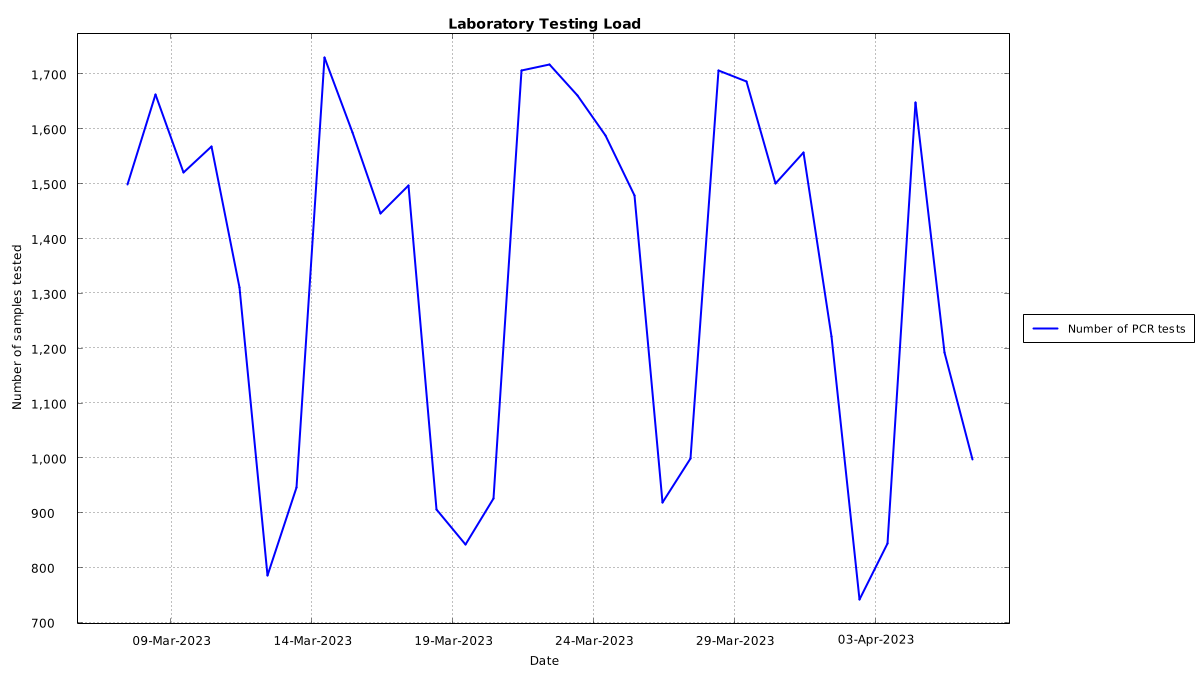 Laboratory Testing Load
Number of samples tested
1,700
1,600
1,500
1,400
1,300
1,200
1,100
1,000
900
800
700
09-Mar-2023
14-Mar-2023
19-Mar-2023
24-Mar-2023
29-Mar-2023
03-Apr-2023
Date
Number of PCR tests